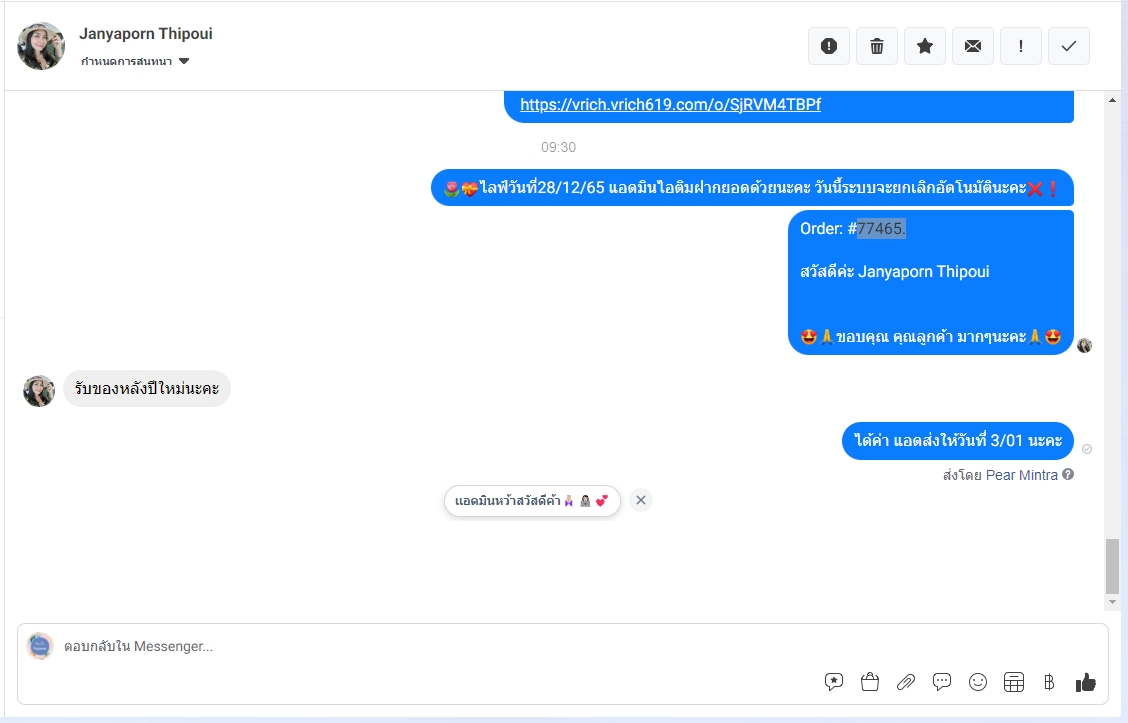 Janyaporn Thipoui
กำหนดการสนทนา
https://vrich.vrich619.com/o/SjRVM4TBPf
09:30
🌷💝ไลฟ์วันที่28/12/65 แอดมินไอติมฝากยอดด้วยนะคะ วันนี้ระบบจะยกเลิกอัตโนมัตินะคะ❌❗
Order: #77465.
สวัสดีค่ะ Janyaporn Thipoui
🤩🙏ขอบคุณ คุณลูกค้า มากๆนะคะ🙏🤩
รับของหลังปีใหม่นะคะ
ได้ค่า แอดส่งให้วันที่ 3/01 นะคะ
ส่งโดย Pear Mintra
แอดมินหว้าสวัสดีค้า
ตอบกลับใน Messenger...